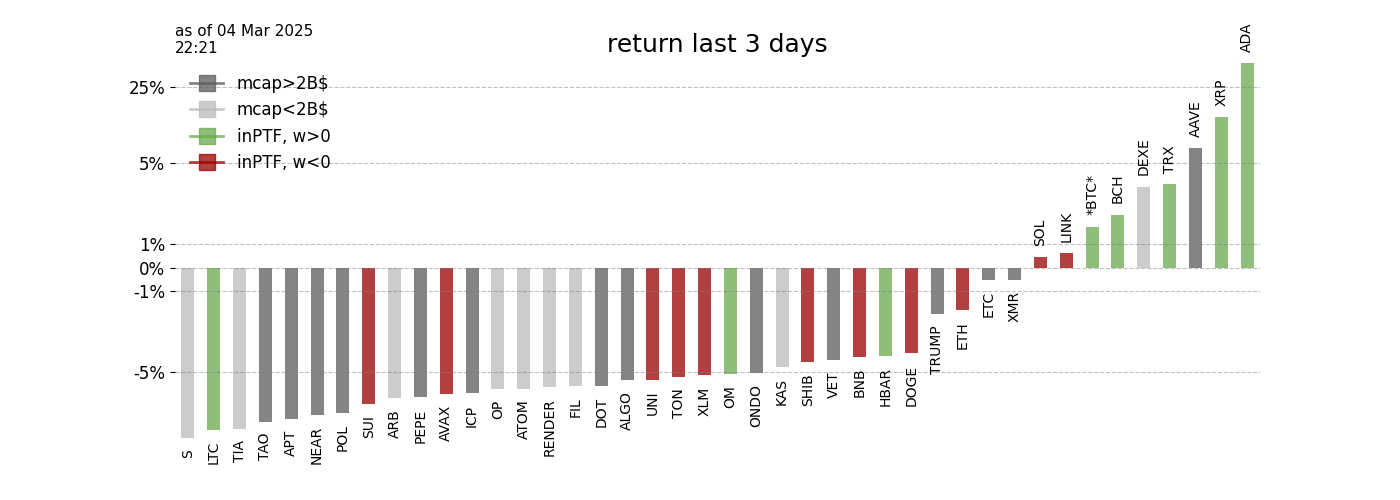 as of 04 Mar 2025
22:21
return last 3 days
mcap>2B$
mcap<2B$
inPTF, w>0
inPTF, w<0
25%
5%
1%
0%
-1%
-5%
S
LTC
TIA
TAO
APT
NEAR
POL
SUI
ARB
PEPE
AVAX
ICP
OP
ATOM
RENDER
FIL
DOT
ALGO
UNI
TON
XLM
OM
ONDO
KAS
SHIB
VET
BNB
HBAR
DOGE
TRUMP
ETH
ETC
XMR
SOL
LINK
*BTC*
BCH
DEXE
TRX
AAVE
XRP
ADA